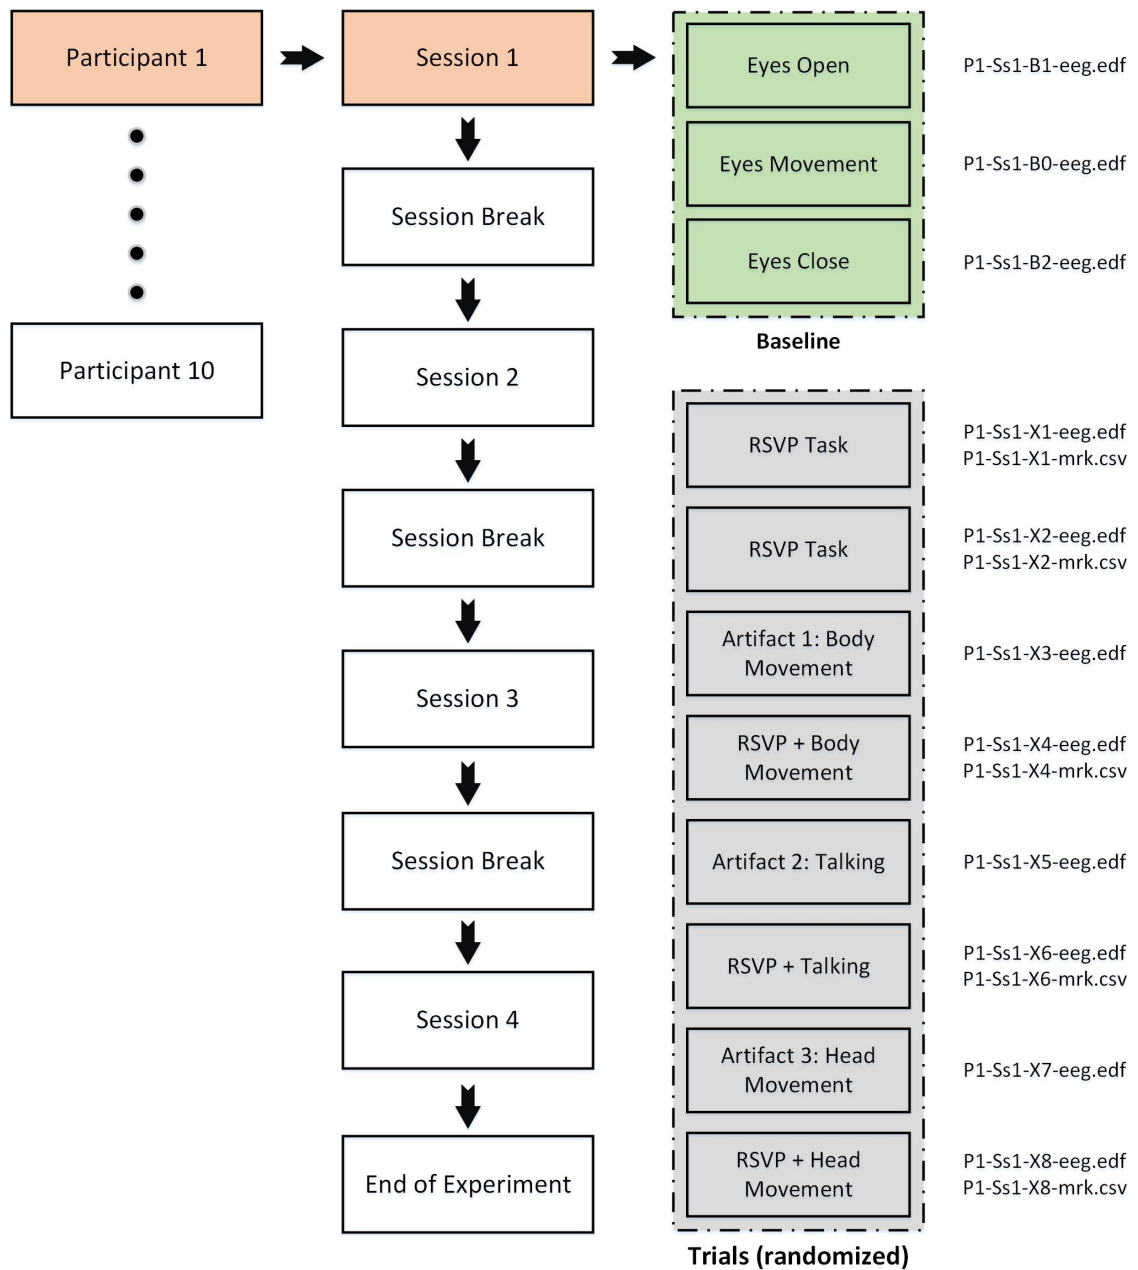 Participant 1
Participant 10
Session 1
Session Break
Session 2
Session Break
Session 3
Session Break
Session 4
End of Experiment
Eyes Open
P1-Ss1-B1-eeg.edf
Eyes Movement
P1-Ss1-B0-eeg.edf
Eyes Close
P1-Ss1-B2-eeg.edf
Baseline
RSVP Task
P1-Ss1-X1-eeg.edf
P1-Ss1-X1-mrk.csv
RSVP Task
P1-Ss1-X2-eeg.edf
P1-Ss1-X2-mrk.csv
Artifact 1: Body
Movement
P1-Ss1-X3-eeg.edf
RSVP + Body
Movement
P1-Ss1-X4-eeg.edf
P1-Ss1-X4-mrk.csv
Artifact 2: Talking
P1-Ss1-X5-eeg.edf
RSVP + Talking
P1-Ss1-X6-eeg.edf
P1-Ss1-X6-mrk.csv
Artifact 3: Head
Movement
P1-Ss1-X7-eeg.edf
RSVP + Head
Movement
P1-Ss1-X8-eeg.edf
P1-Ss1-X8-mrk.csv
Trials (randomized)